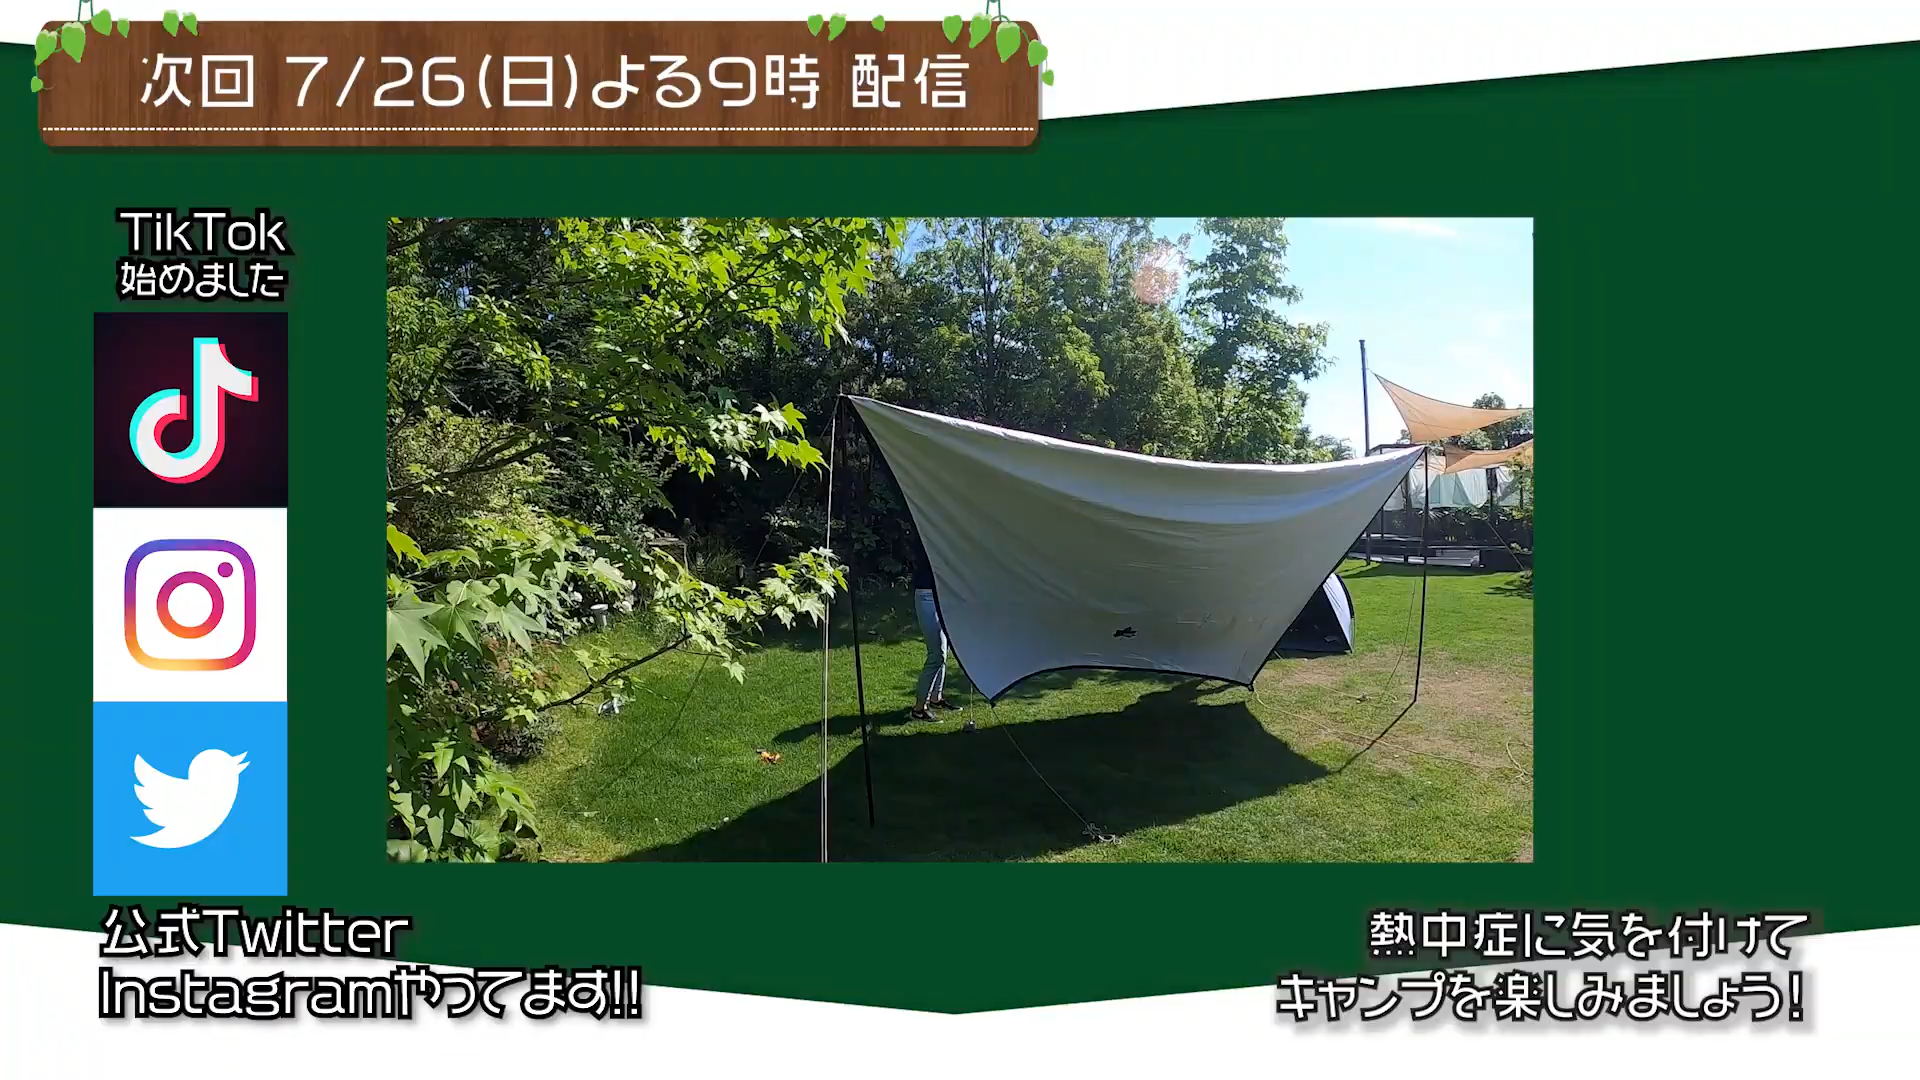 次回 7/26(日)よる9時 配信
TikTok
始めました
公式Twitter
Instagramやってます!!
熱中症に気を付けて
キャンプを楽しみましょう!